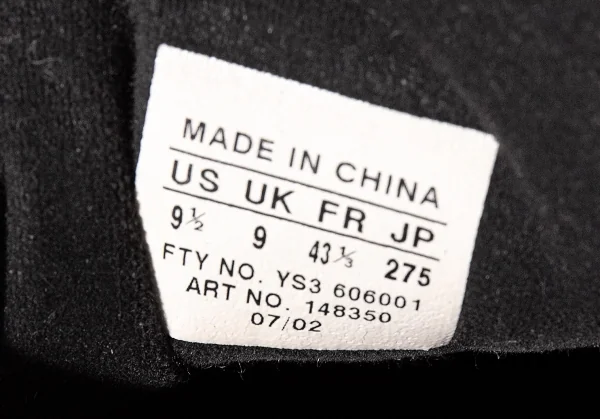 MADE IN CHINA
US UK FR JP
9½ 9 43⅓ 275
FTY NO. YS3 606001
ART NO. 148350
07/02